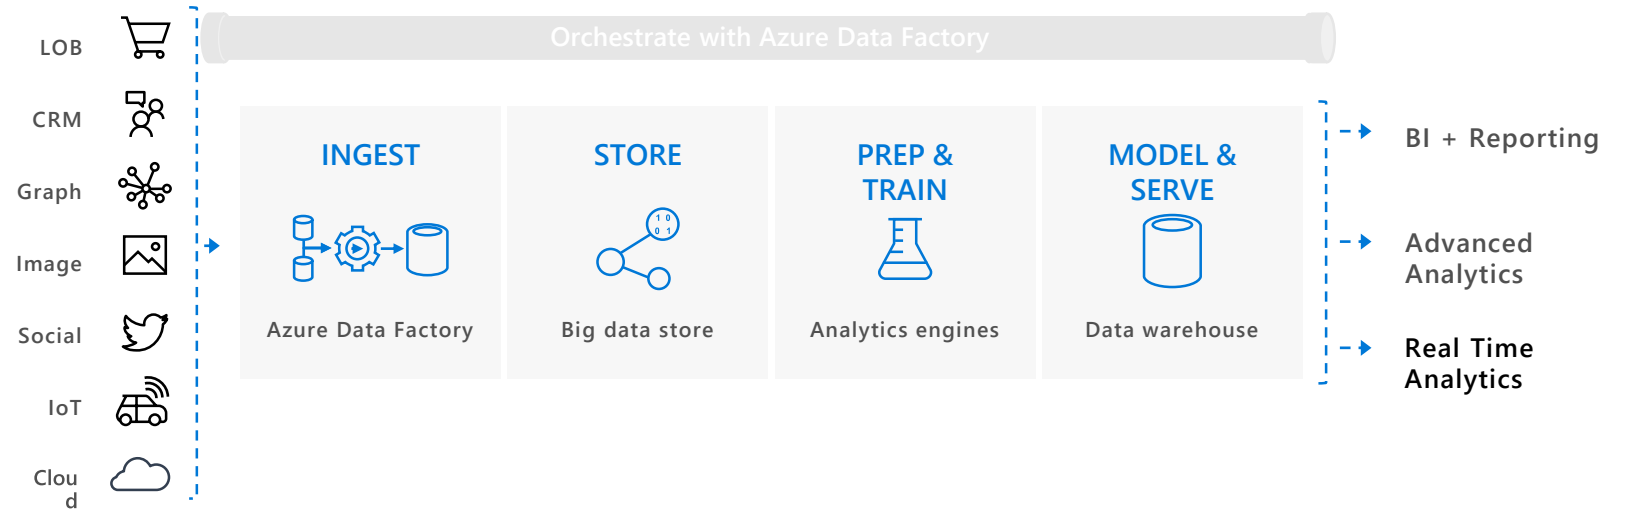 LOB
CRM
Graph
Image
Social
IoT
Clou
d
Orchestrate with Azure Data Factory
INGEST
Azure Data Factory
STORE
1 0
0 1
Big data store
PREP &
TRAIN
Analytics engines
MODEL &
SERVE
Data warehouse
BI + Reporting
Advanced
Analytics
Real Time
Analytics